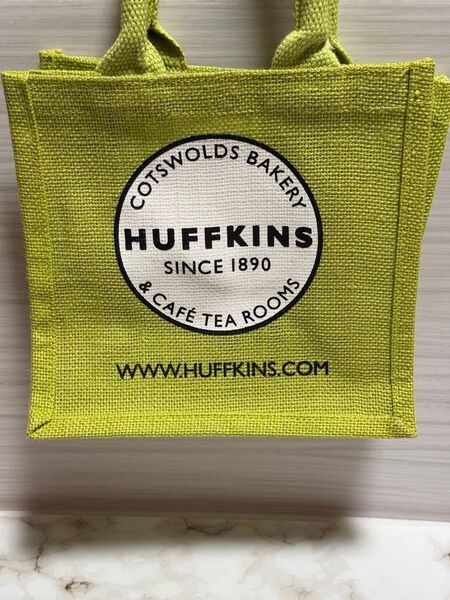 COTSWOLDS BAKERY
HUFFKINS
SINCE 1890
& CAFÉ TEA ROOMS
WWW.HUFFKINS.COM